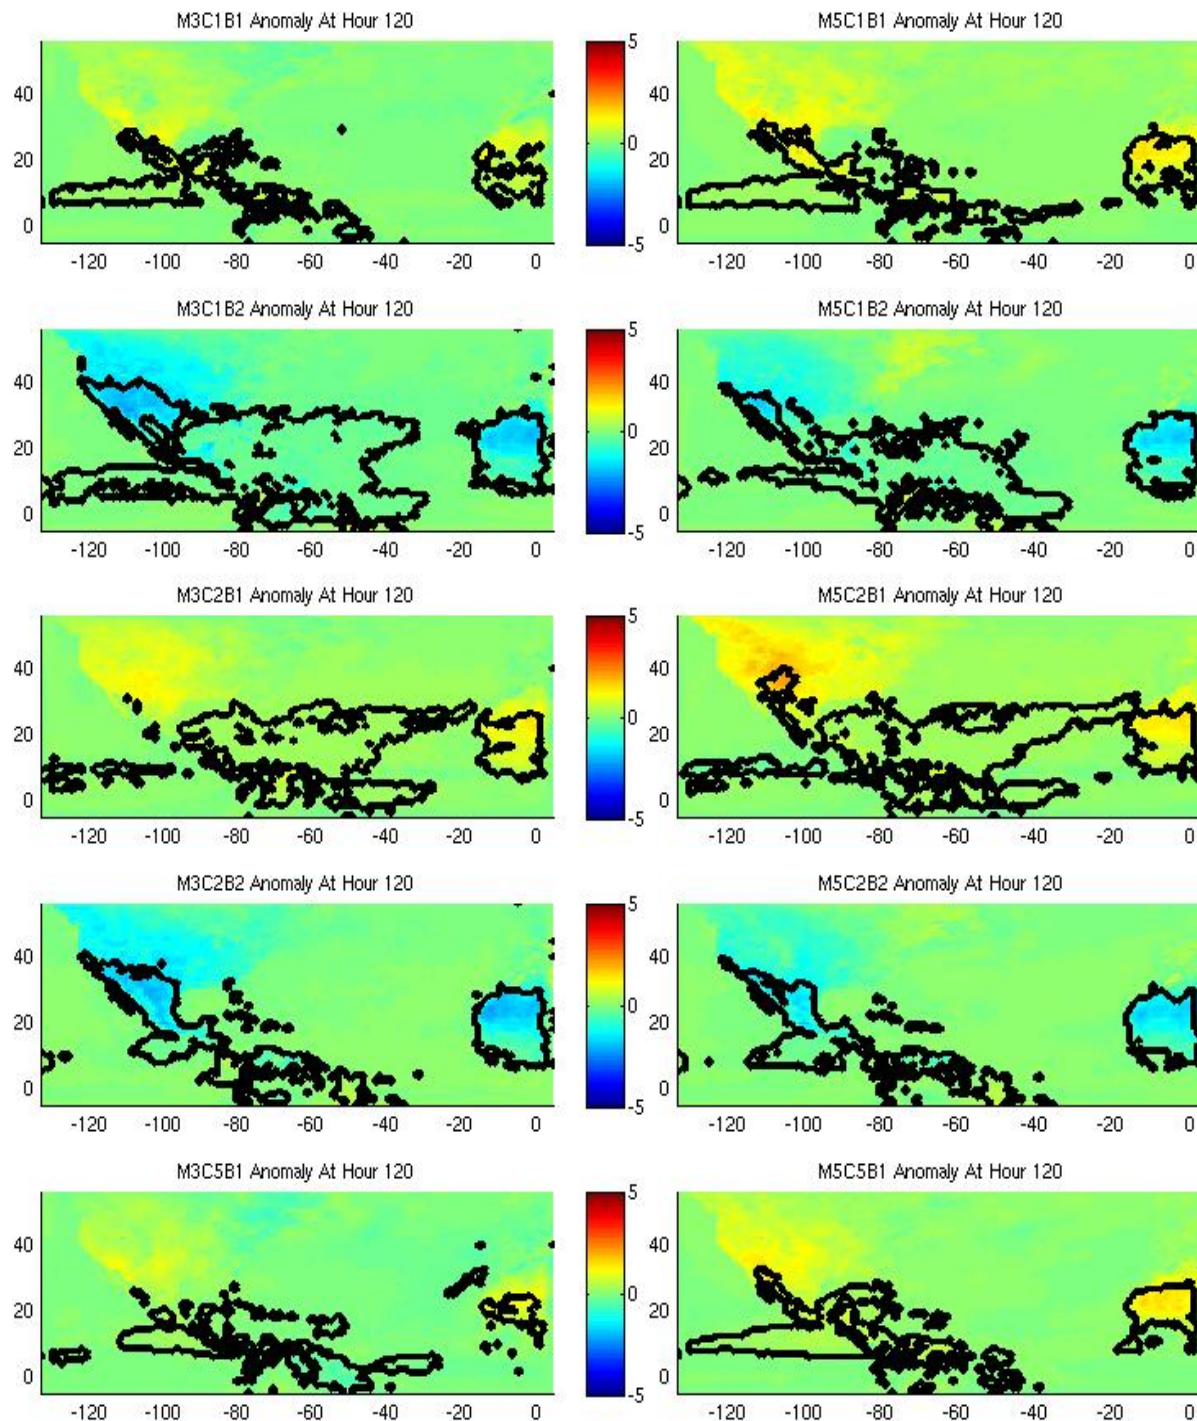 M3C1B1 Anomaly At Hour 120 M5C1B1 Anomaly At Hour 120
5
40 40
20 0 20
0 0
-5
-120 -100 -80 -60 -40 -20 0 -120 -100 -80 -60 -40 -20 0
M3C1B2 Anomaly At Hour 120 M5C1B2 Anomaly At Hour 120
5
40 40
20 0 20
0 0
-5
-120 -100 -80 -60 -40 -20 0 -120 -100 -80 -60 -40 -20 0
M3C2B1 Anomaly At Hour 120 M5C2B1 Anomaly At Hour 120
5
40 40
20 0 20
0 0
-5
-120 -100 -80 -60 -40 -20 0 -120 -100 -80 -60 -40 -20 0
M3C2B2 Anomaly At Hour 120 M5C2B2 Anomaly At Hour 120
5
40 40
20 0 20
0 0
-5
-120 -100 -80 -60 -40 -20 0 -120 -100 -80 -60 -40 -20 0
M3C5B1 Anomaly At Hour 120 M5C5B1 Anomaly At Hour 120
5
40 40
20 0 20
0 0
-5
-120 -100 -80 -60 -40 -20 0 -120 -100 -80 -60 -40 -20 0